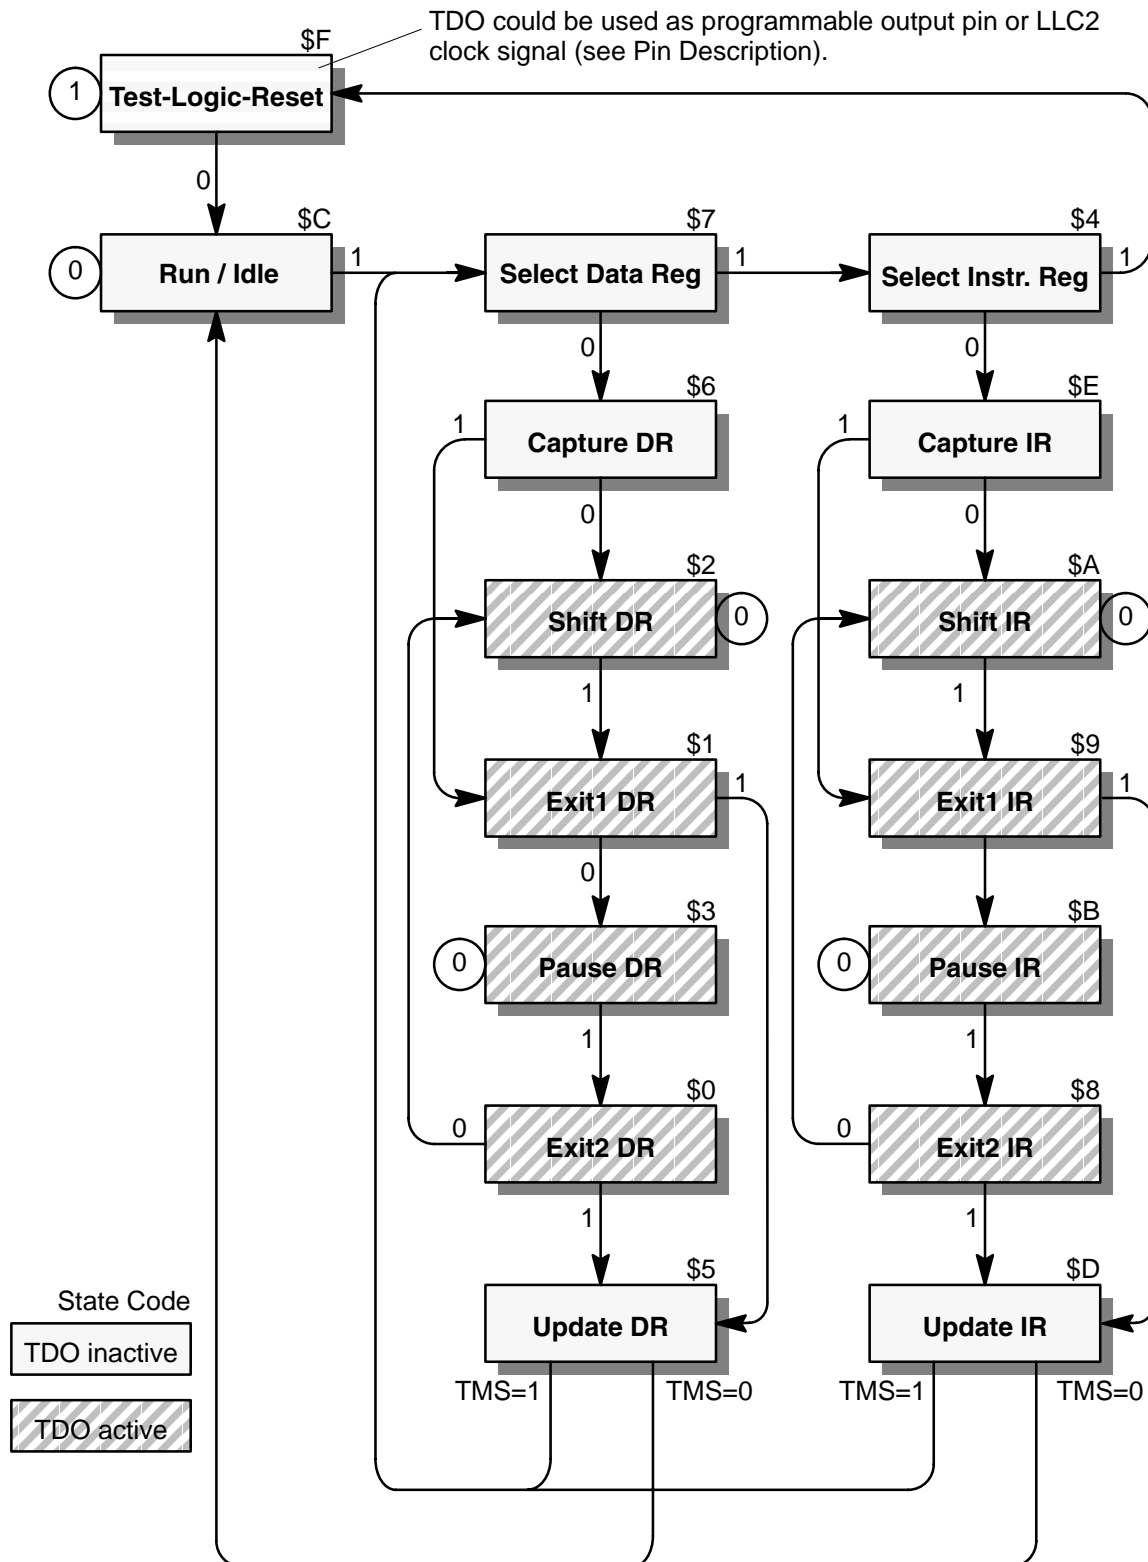 TDO could be used as programmable output pin or LLC2
clock signal (see Pin Description).
$F
1
Test-Logic-Reset
0
$C
0
Run / Idle
1
$7
Select Data Reg
1
$4
Select Instr. Reg
1
0
0
$6
1
Capture DR
$E
1
Capture IR
0
0
$2
Shift DR
0
$A
Shift IR
0
1
1
$1
Exit1 DR
1
$9
Exit1 IR
1
0
$3
0
Pause DR
$B
0
Pause IR
1
1
$0
0
Exit2 DR
$8
0
Exit2 IR
1
1
$5
Update DR
$D
Update IR
TMS=1
TMS=0
TMS=1
TMS=0
State Code
TDO inactive
TDO active